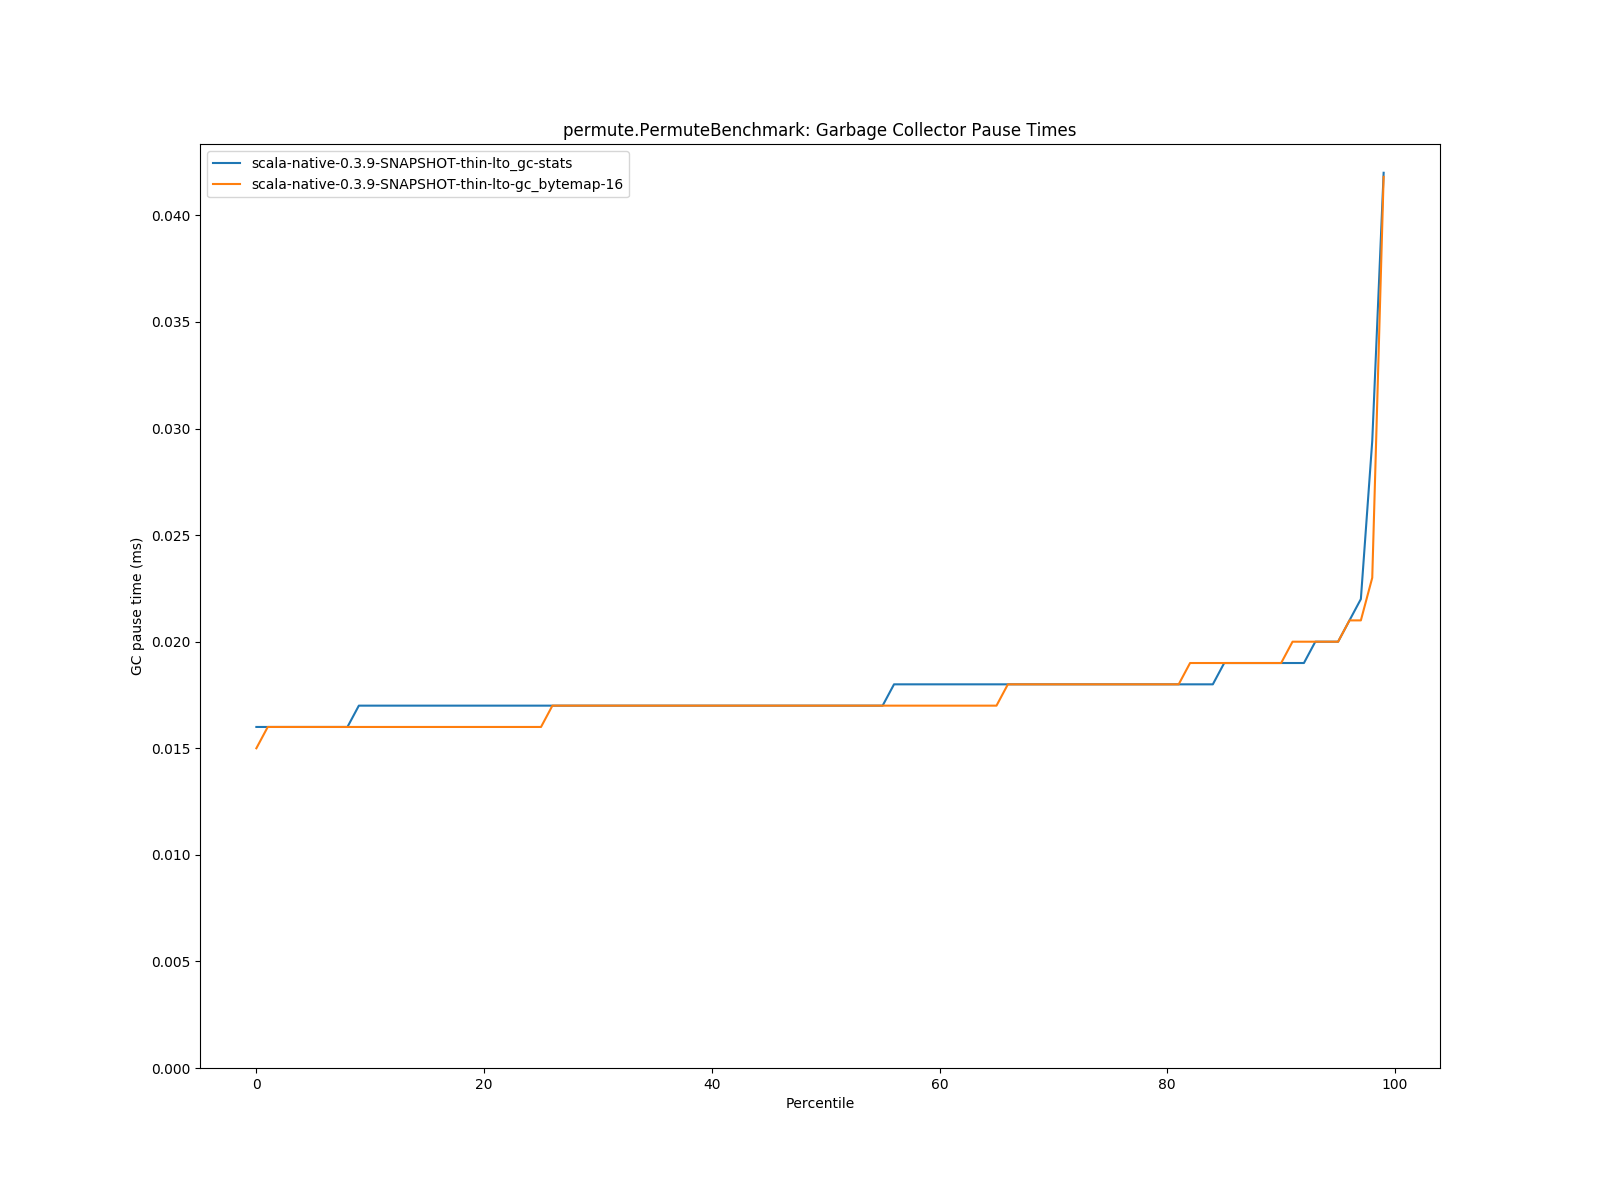 permute.PermuteBenchmark: Garbage Collector Pause Times
scala-native-0.3.9-SNAPSHOT-thin-lto_gc-stats
scala-native-0.3.9-SNAPSHOT-thin-lto-gc_bytemap-16
0.040
0.035
0.030
0.025
0.020
0.015
0.010
0.005
0.000
GC pause time (ms)
0 20 40 60 80 100
Percentile